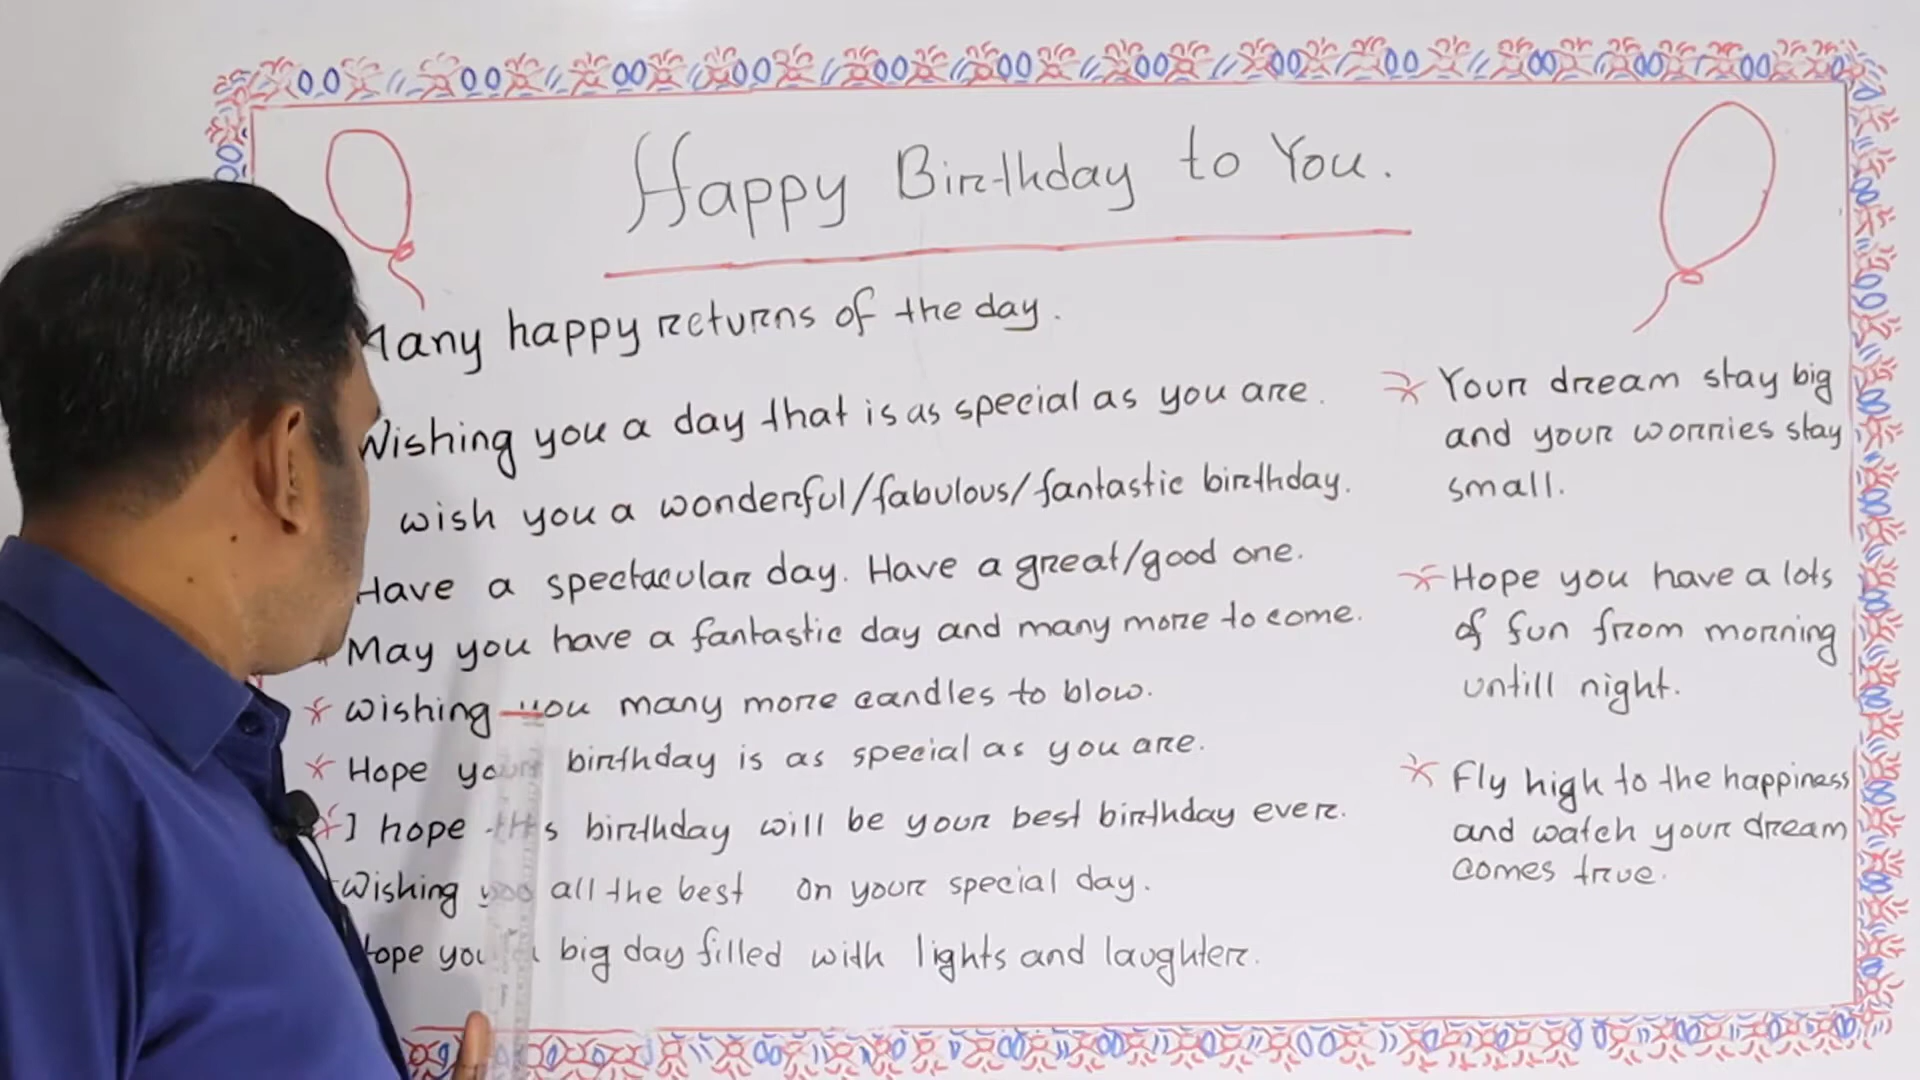 Happy Birthday to You.
Many happy returns of the day.
Wishing you a day that is as special as you are.
wish you a wonderful/fabulous/fantastic birthday.
Have a spectacular day. Have a great/good one.
May you have a fantastic day and many more to come.
* Wishing you many more candles to blow.
* Hope your birthday is as special as you are.
* I hope this birthday will be your best birthday ever.
Wishing you all the best on your special day.
Hope your big day filled with lights and laughter.
* Your dream stay big
and your worries stay
small.
* Hope you have a lots
of fun from morning
untill night.
* Fly high to the happiness
and watch your dream
comes true.